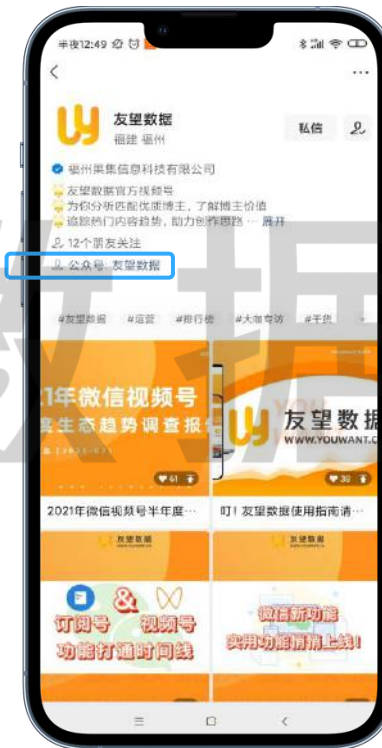 半夜12:49
友望数据
福建 福州
私信
福州果集信息科技有限公司
友望数据官方视频号
为你分析匹配优质博主，了解博主价值
追踪热门内容趋势，助力创作思路… 展开
12个朋友关注
公众号: 友望数据
#友望数据 #运营 #排行榜 #大咖专访 #干货
1年微信视频号
生态趋势调查报
41
2021年微信视频号半年度…
友望数据
WWW.YOUWANT.C
30
叮！友望数据使用指南请…
友望数据
订阅号 & 视频号
功能打通时间线
友望数据
微信新功能
实用功能悄悄上线!
数据